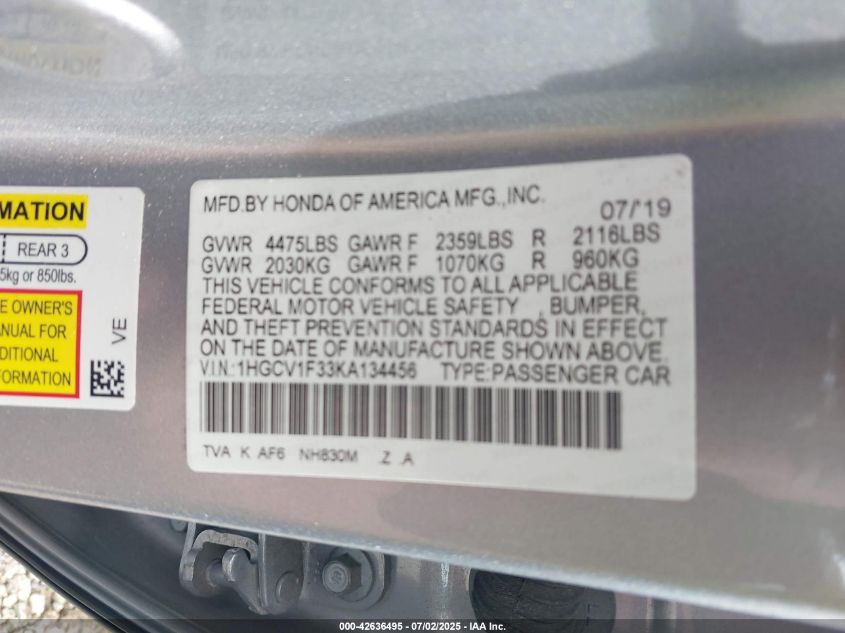 MATION
REAR 3
5kg or 850lbs.
E OWNER'S
NUAL FOR
DITIONAL
FORMATION
VE
MFD.BY HONDA OF AMERICA MFG.,INC. 07/'19
GVWR 4475LBS GAWR F 2359LBS R 2116LBS
GVWR 2030KG GAWR F 1070KG R 960KG
THIS VEHICLE CONFORMS TO ALL APPLICABLE
FEDERAL MOTOR VEHICLE SAFETY , BUMPER,
AND THEFT PREVENTION STANDARDS IN EFFECT
ON THE DATE OF MANUFACTURE SHOWN ABOVE.
V.I.N.:1HGCV1F33KA134456 TYPE:PASSENGER CAR
TVA K AF6 NH830M .Z .A
000-42636495 - 07/02/2025 - IAA Inc.